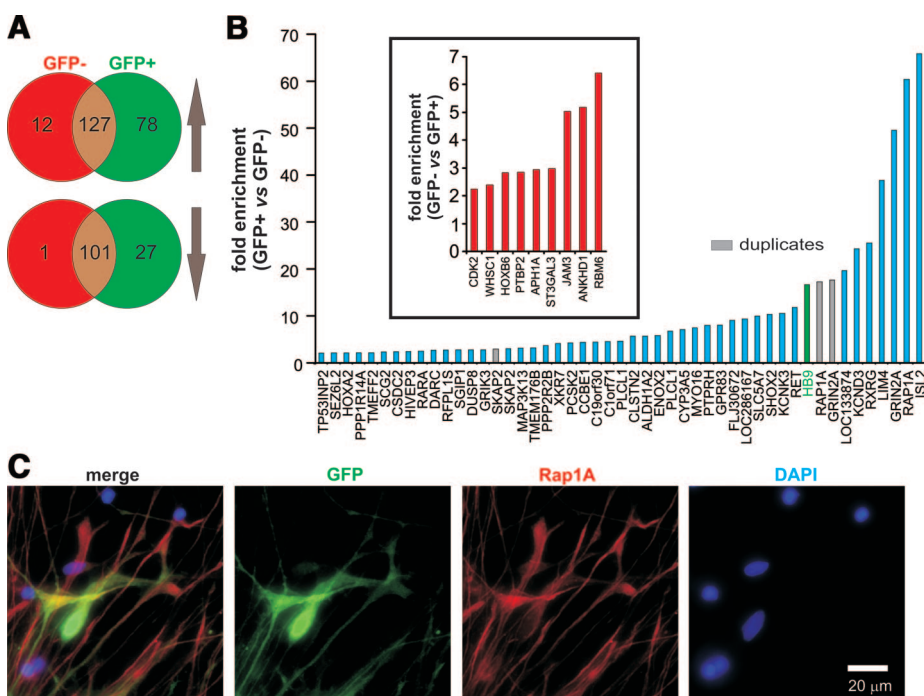 A
GFP- GFP+
12 127 78
1 101 27
B
fold enrichment
(GFP+ vs GFP-)
70
60
50
40
30
20
10
0
fold enrichment
(GFP- vs GFP+)
7
6
5
4
3
2
1
0
CDK2
WHSC1
HOXB6
PTBP2
APH1A
ST3GAL3
JAM3
ANKHD1
RBM6
duplicates
TP53INP2
SEZ6L2
HOXA2
PPP1R14A
TMEFF2
SCG2
CSDC2
HIVEP3
RARA
DARC
RFPL1S
SGIP1
DUSP8
GRIK3
SKAP2
SKAP2
MAP3K13
TMEM176B
PPP2R2B
XKR7
PCSK2
CCBE1
C19orf30
C1orf71
PLCL1
CLSTN2
ALDH1A2
ENOX2
PLCL1
CYP3A5
MYO16
PTPRH
GPR83
FLJ30672
LOC286167
SLC5A7
SHOX2
KCNK3
RET
HB9
RAP1A
GRIN2A
LOC133874
KCND3
RXRG
LIM4
GRIN2A
RAP1A
ISL2
C
merge GFP Rap1A DAPI
20 μm